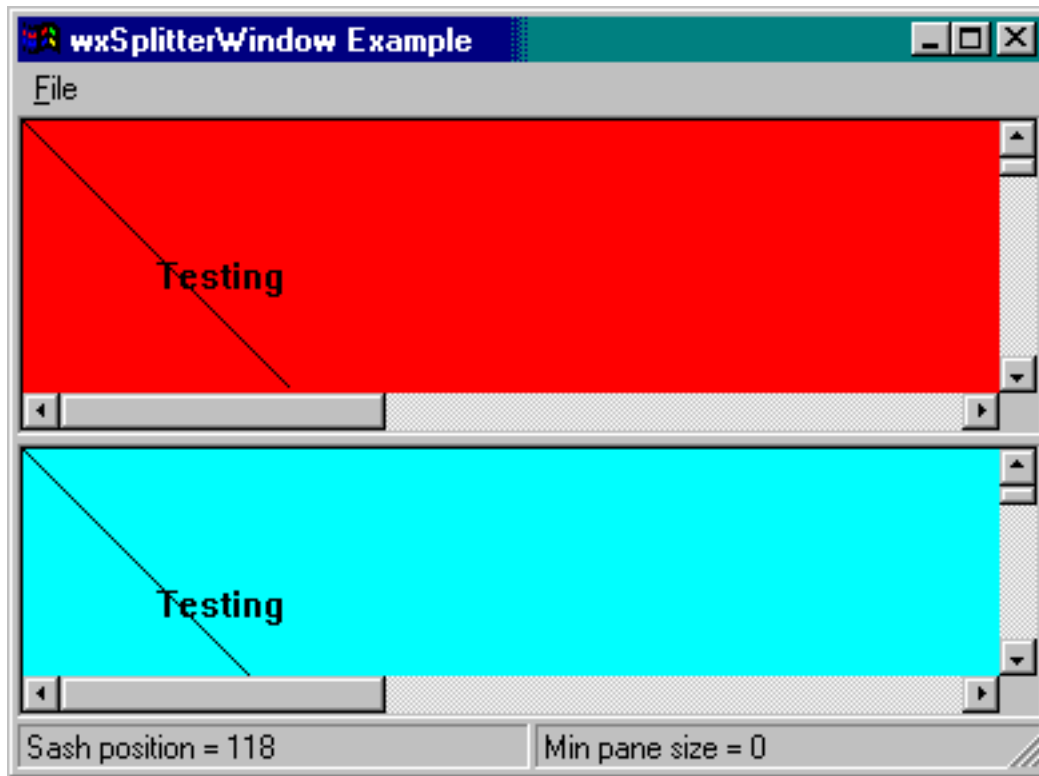 wxSplitterWindow Example
File
Testing
Testing
Sash position = 118
Min pane size = 0